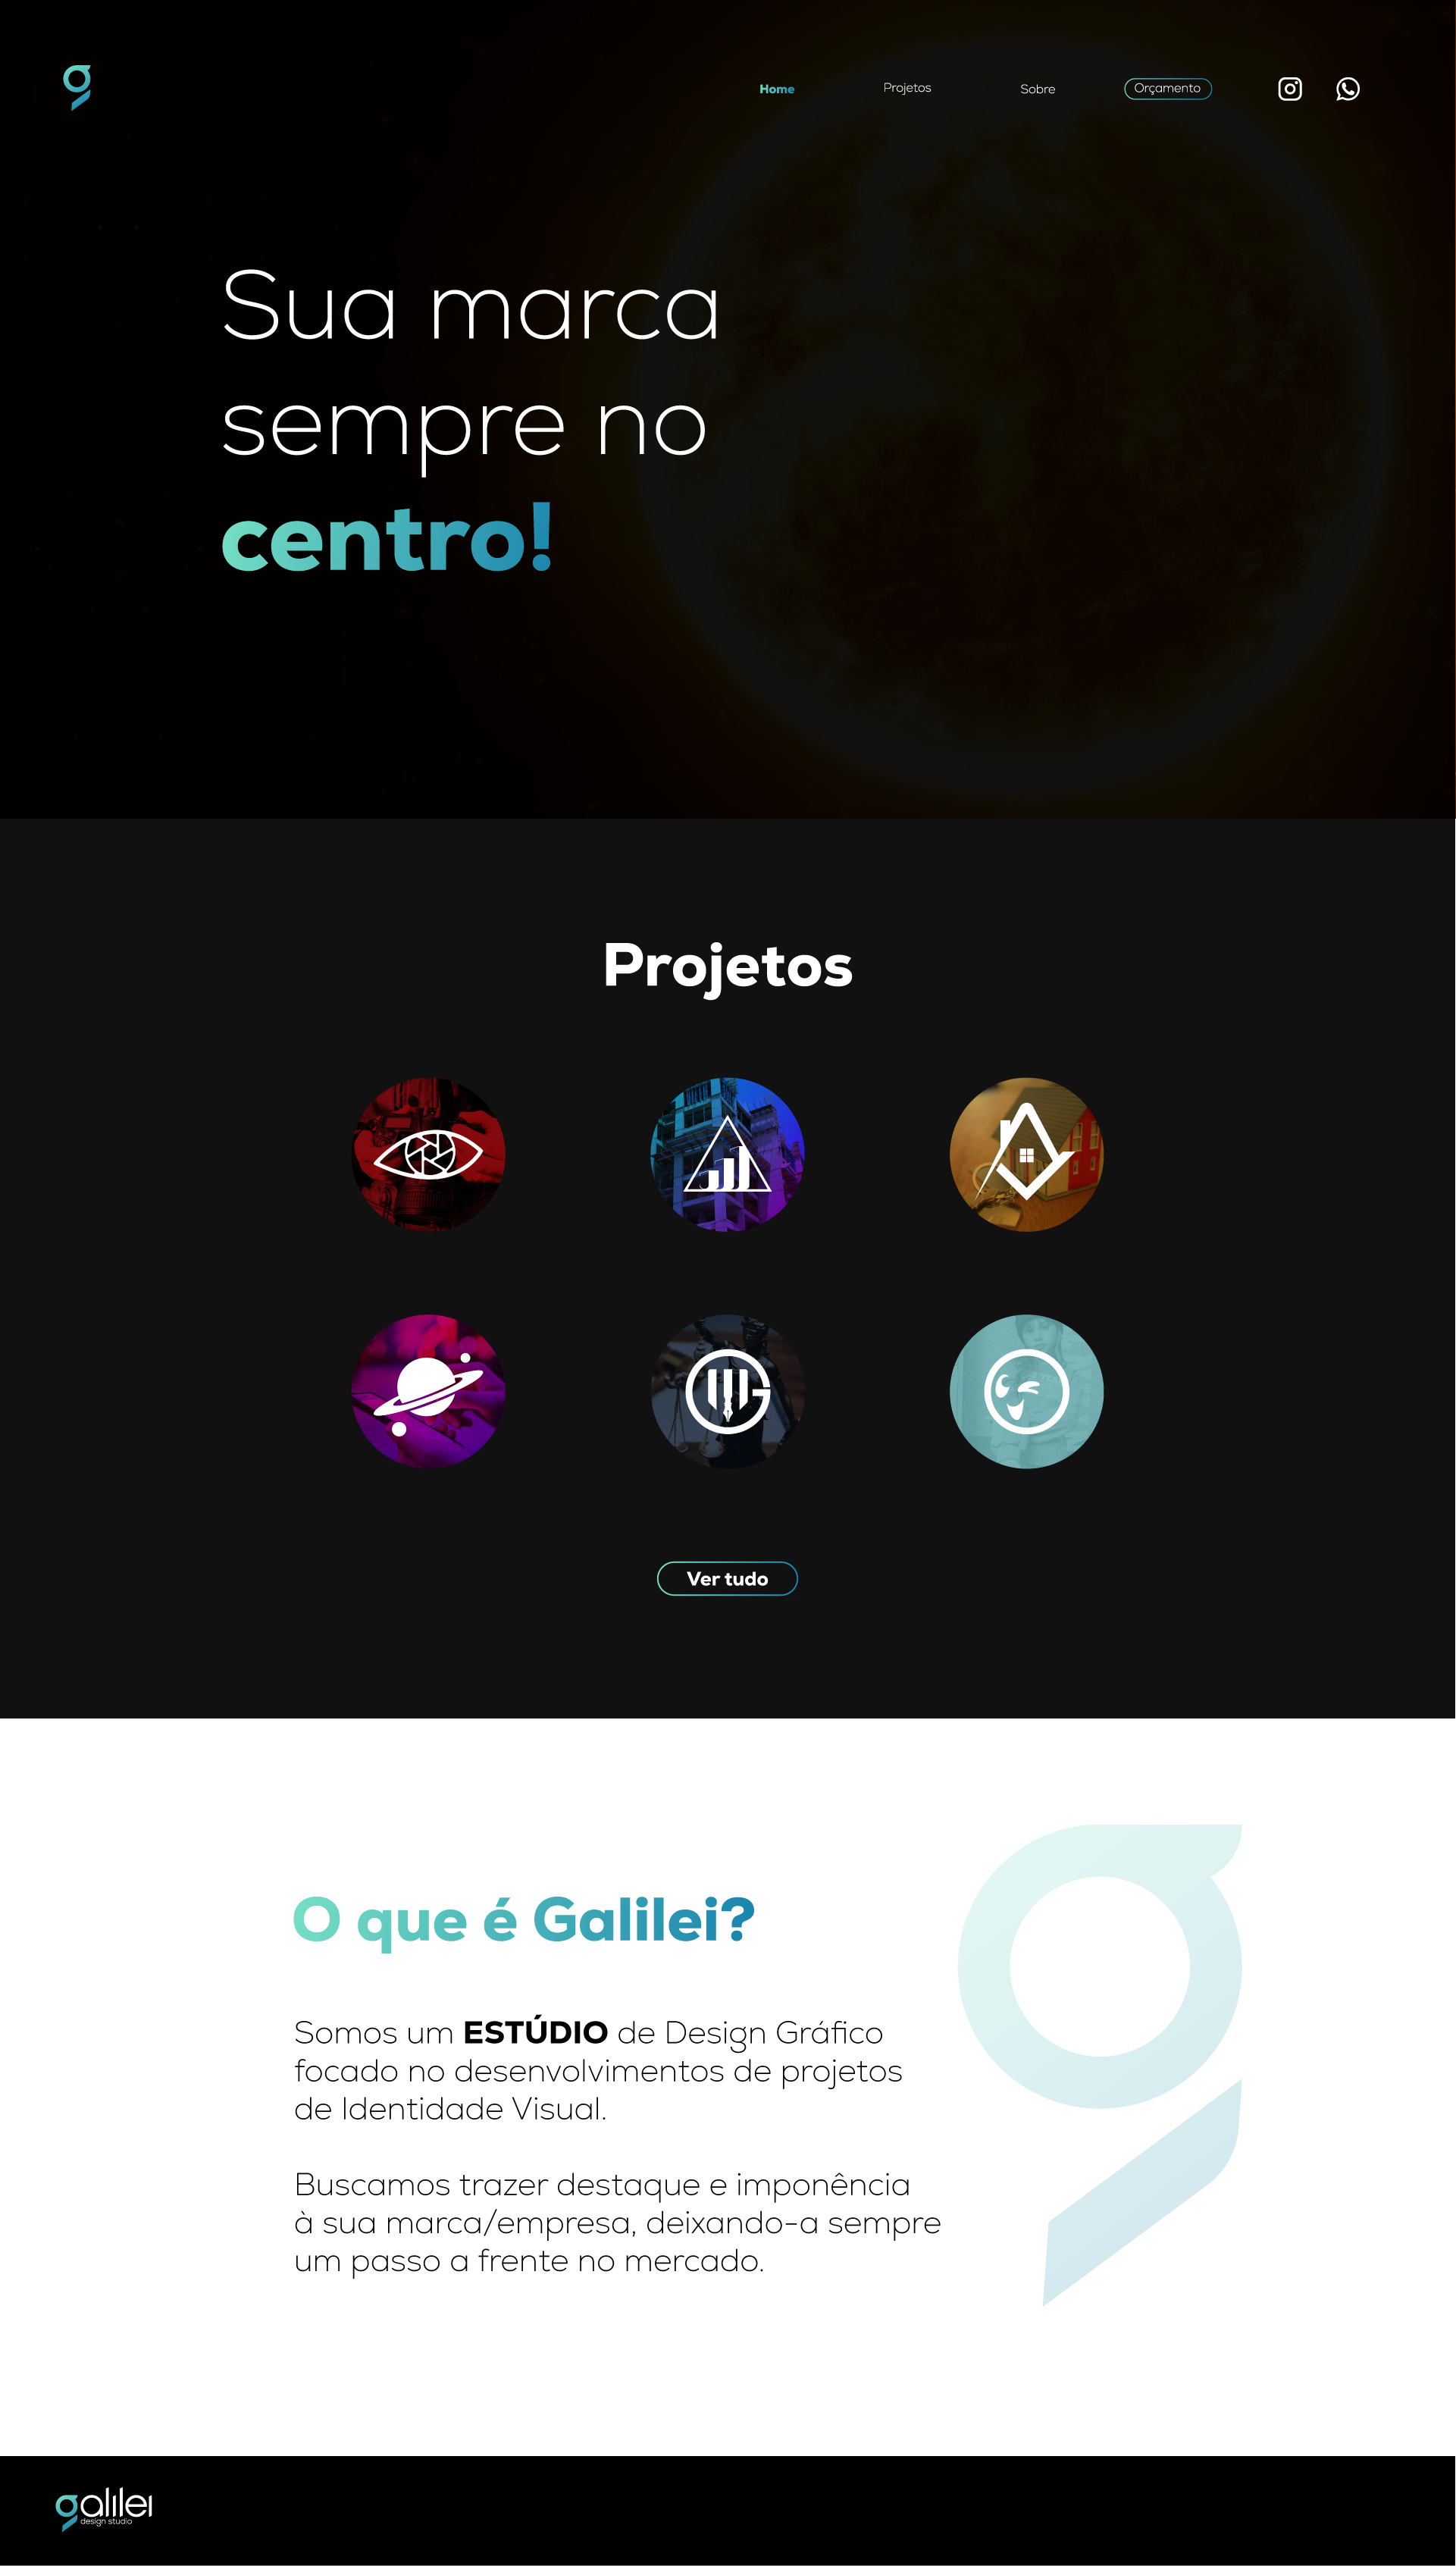 g
Home
Projetos
Sobre
Orçamento
Sua marca
sempre no
centro!
Projetos
Ver tudo
O que é Galilei?
Somos um ESTÚDIO de Design Gráfico
focado no desenvolvimentos de projetos
de Identidade Visual.
Buscamos trazer destaque e imponência
à sua marca/empresa, deixando-a sempre
um passo a frente no mercado.
g
galilei
design studio